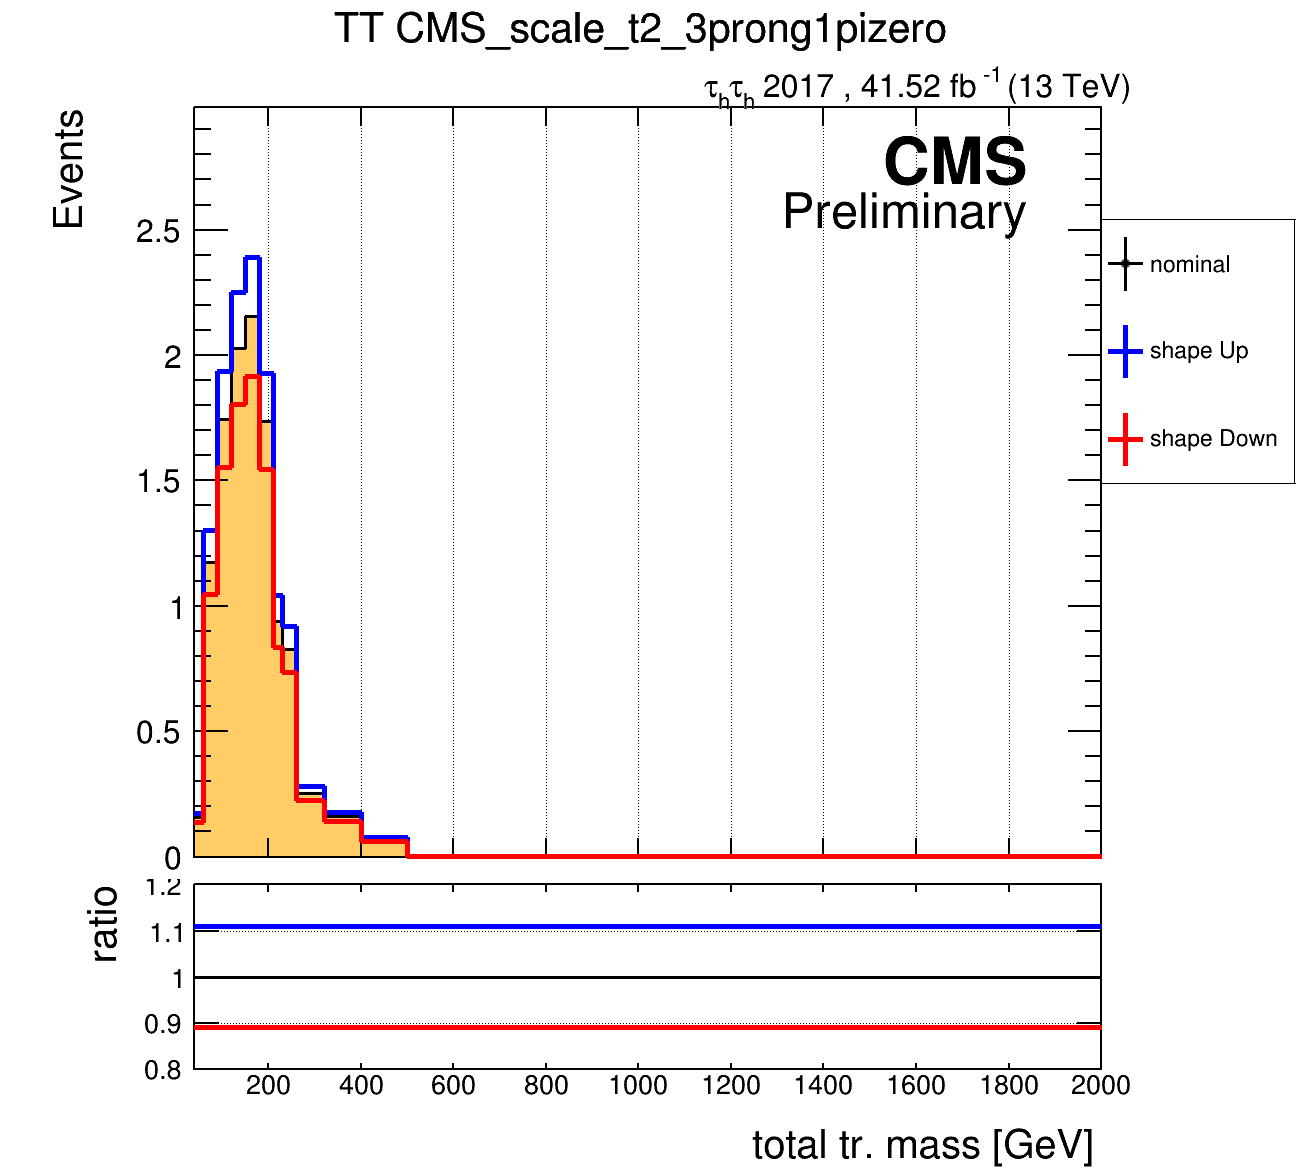 TT CMS_scale_t2_3prong1pizero
τhτh 2017 , 41.52 fb -1 (13 TeV)
Events
CMS
Preliminary
2.5
2
1.5
1
0.5
0
nominal
shape Up
shape Down
ratio
1.2
1.1
1
0.9
0.8
200 400 600 800 1000 1200 1400 1600 1800 2000
total tr. mass [GeV]